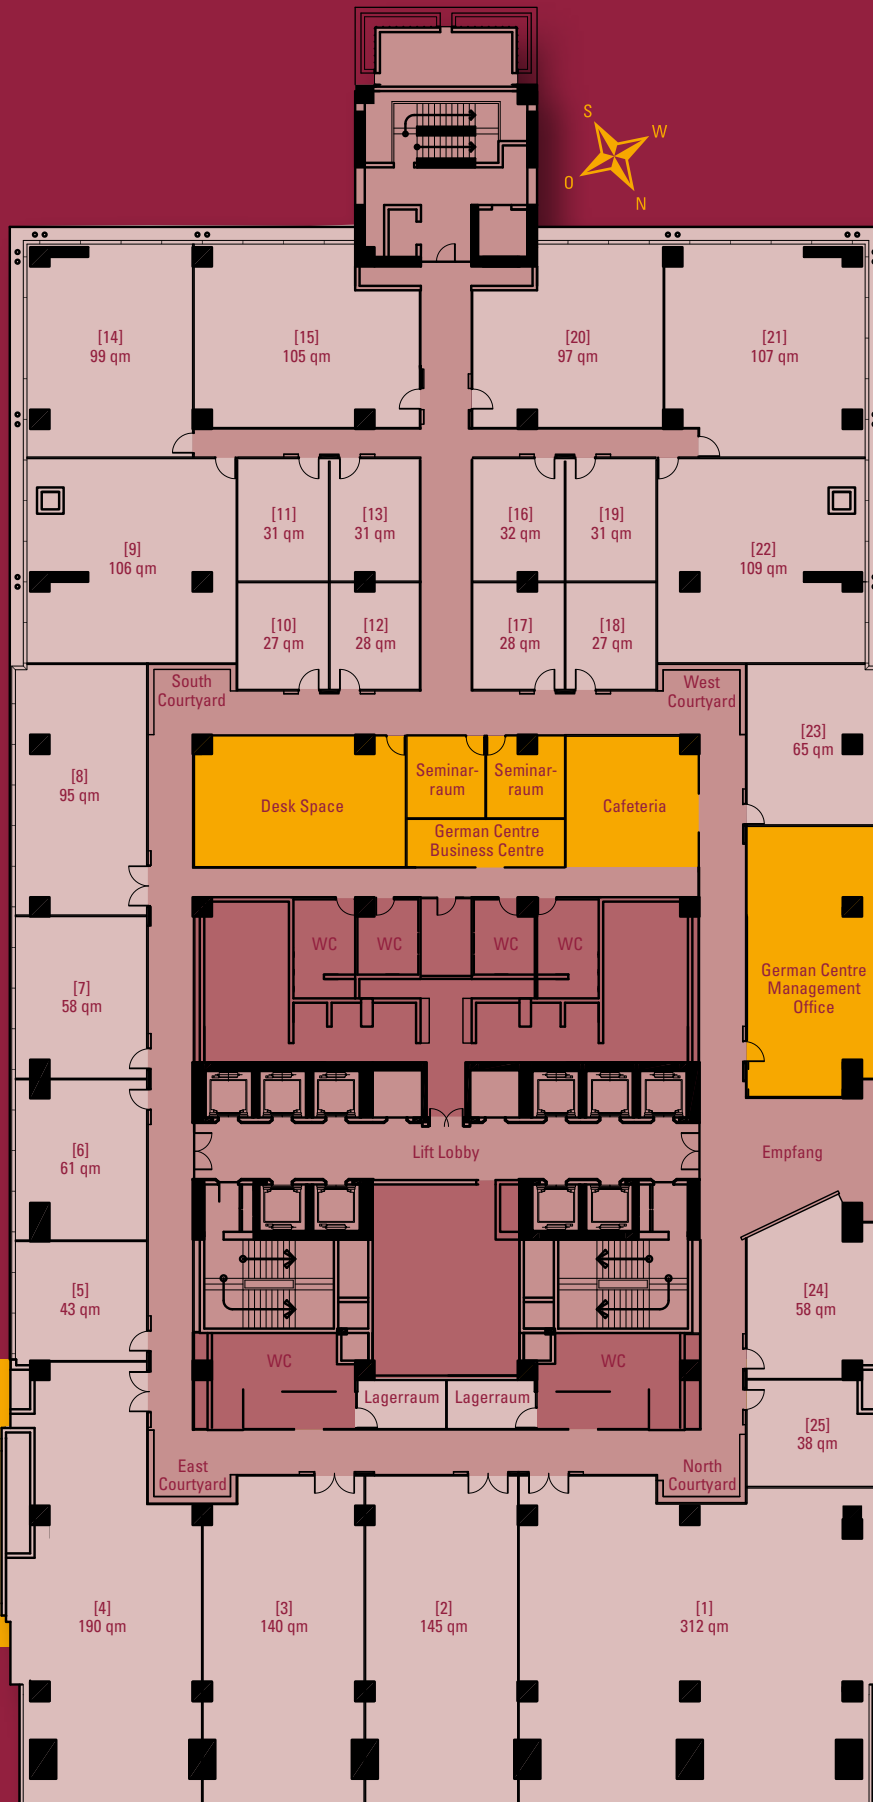 S
W
O
N
[14]
99 qm
[15]
105 qm
[20]
97 qm
[21]
107 qm
[11]
31 qm
[13]
31 qm
[16]
32 qm
[19]
31 qm
[9]
106 qm
[22]
109 qm
[10]
27 qm
[12]
28 qm
[17]
28 qm
[18]
27 qm
South
Courtyard
West
Courtyard
[23]
65 qm
[8]
95 qm
Desk Space
Seminar-
raum
Seminar-
raum
Cafeteria
German Centre
Business Centre
WC
WC
WC
WC
German Centre
Management
Office
[7]
58 qm
[6]
61 qm
Lift Lobby
Empfang
[5]
43 qm
[24]
58 qm
WC
WC
Lagerraum
Lagerraum
[25]
38 qm
East
Courtyard
North
Courtyard
[4]
190 qm
[3]
140 qm
[2]
145 qm
[1]
312 qm